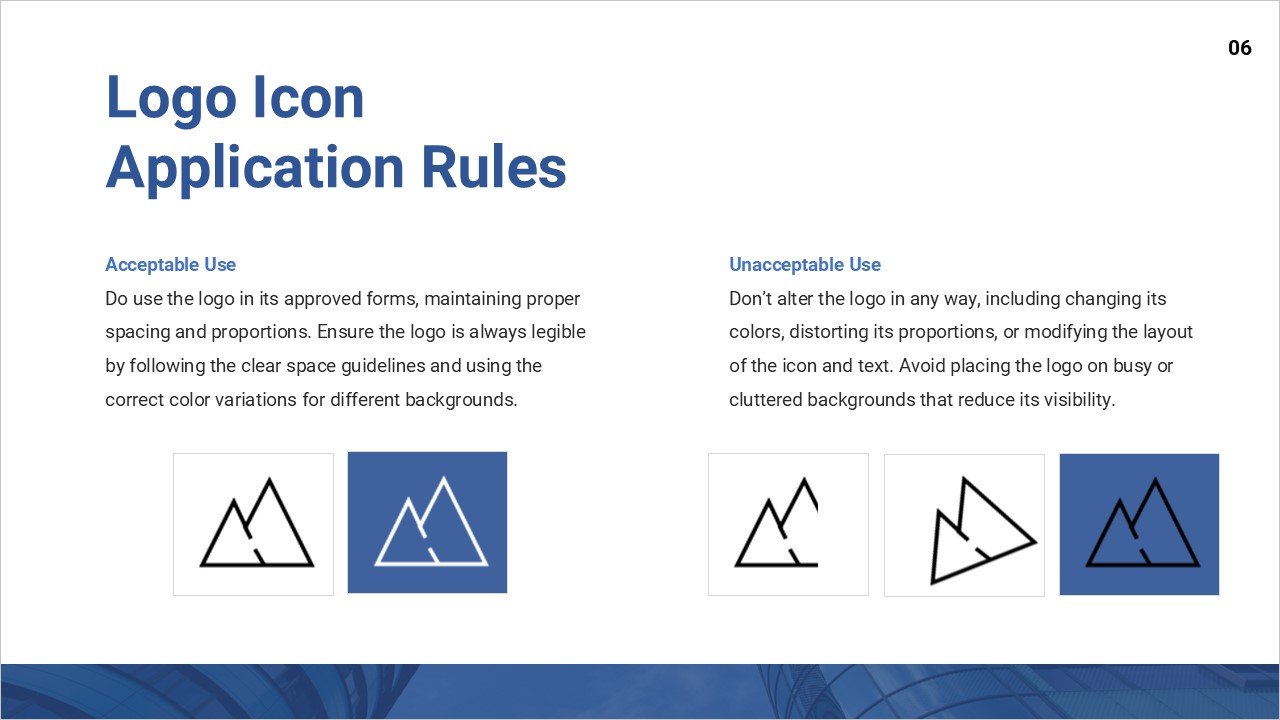 06
Logo Icon
Application Rules
Acceptable Use
Do use the logo in its approved forms, maintaining proper
spacing and proportions. Ensure the logo is always legible
by following the clear space guidelines and using the
correct color variations for different backgrounds.
Unacceptable Use
Don’t alter the logo in any way, including changing its
colors, distorting its proportions, or modifying the layout
of the icon and text. Avoid placing the logo on busy or
cluttered backgrounds that reduce its visibility.